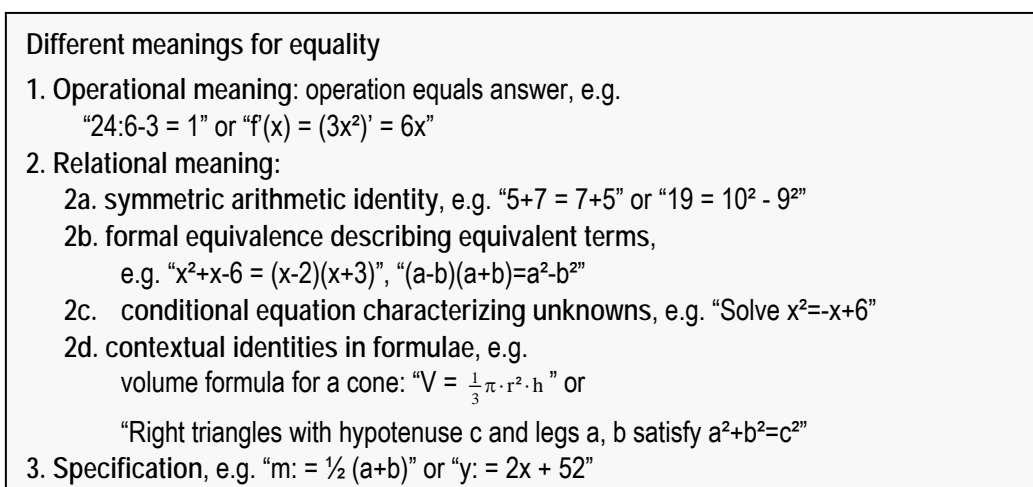 Different meanings for equality
1. Operational meaning: operation equals answer, e.g.
“24:6-3 = 1” or “f’(x) = (3x²)’ = 6x”
2. Relational meaning:
2a. symmetric arithmetic identity, e.g. “5+7 = 7+5” or “19 = 10² - 9²”
2b. formal equivalence describing equivalent terms,
e.g. “x²+x-6 = (x-2)(x+3)”, “(a-b)(a+b)=a²-b²”
2c. conditional equation characterizing unknowns, e.g. “Solve x²=-x+6”
2d. contextual identities in formulae, e.g.
volume formula for a cone: “V = 1/3 π · r² · h ” or
“Right triangles with hypotenuse c and legs a, b satisfy a²+b²=c²”
3. Specification, e.g. “m: = ½ (a+b)” or “y: = 2x + 52”